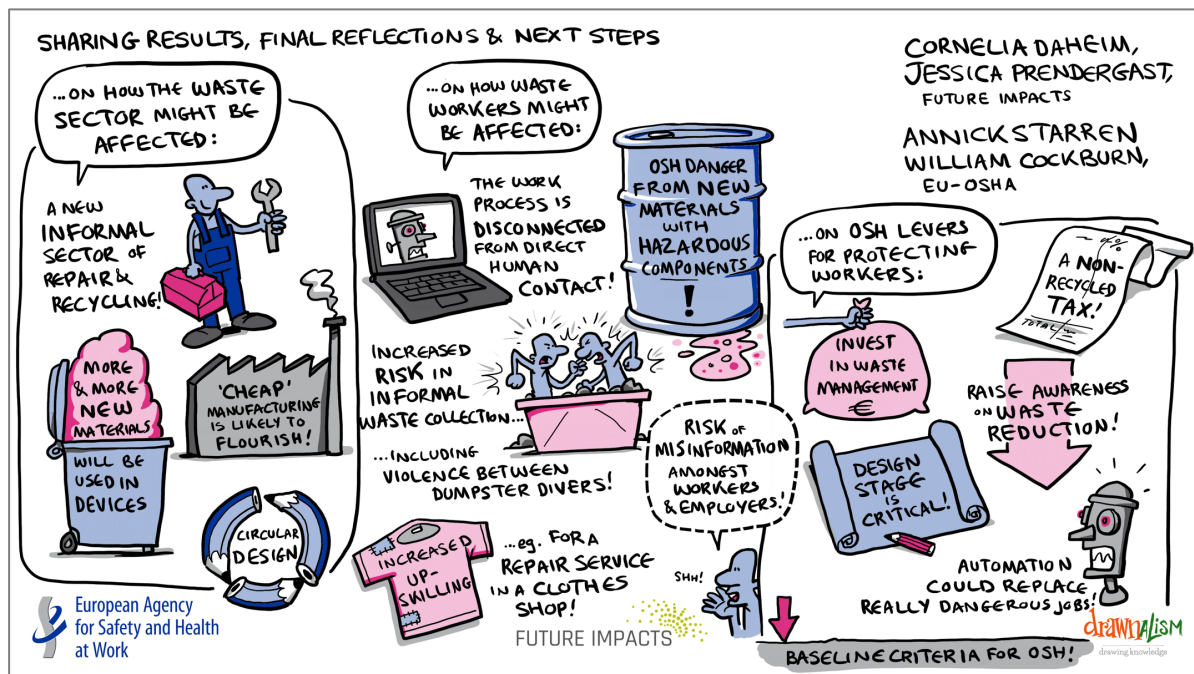 SHARING RESULTS, FINAL REFLECTIONS & NEXT STEPS
CORNELIA DAHEIM,
JESSICA PRENDERGAST,
FUTURE IMPACTS
ANNICK STARREN
WILLIAM COCKBURN,
EU-OSHA
...ON HOW THE WASTE
SECTOR MIGHT BE
AFFECTED:
A NEW
INFORMAL
SECTOR OF
REPAIR &
RECYCLING!
MORE
& MORE
NEW
MATERIALS
WILL BE
USED IN
DEVICES
'CHEAP'
MANUFACTURING
IS LIKELY TO
FLOURISH!
CIRCULAR
DESIGN
...ON HOW WASTE
WORKERS MIGHT
BE AFFECTED:
THE WORK
PROCESS IS
DISCONNECTED
FROM DIRECT
HUMAN
CONTACT!
OSH DANGER
FROM NEW
MATERIALS
WITH
HAZARDOUS
COMPONENTS
!
INCREASED
RISK IN
INFORMAL
WASTE COLLECTION...
...INCLUDING
VIOLENCE BETWEEN
DUMPSTER DIVERS!
INCREASED
UP-
SKILLING
...eg. FOR A
REPAIR SERVICE
IN A CLOTHES
SHOP!
RISK OF
MISINFORMATION
AMONGST
WORKERS
& EMPLOYERS!
SHH!
...ON OSH LEVERS
FOR PROTECTING
WORKERS:
INVEST
IN WASTE
MANAGEMENT
€
A NON-
RECYCLED
TAX!
TOTAL
RAISE AWARENESS
ON WASTE
REDUCTION!
DESIGN
STAGE
IS
CRITICAL!
AUTOMATION
COULD REPLACE
REALLY DANGEROUS JOBS!
BASELINE CRITERIA FOR OSH!
European Agency
for Safety and Health
at Work
FUTURE IMPACTS
drawnalism
drawing knowledge